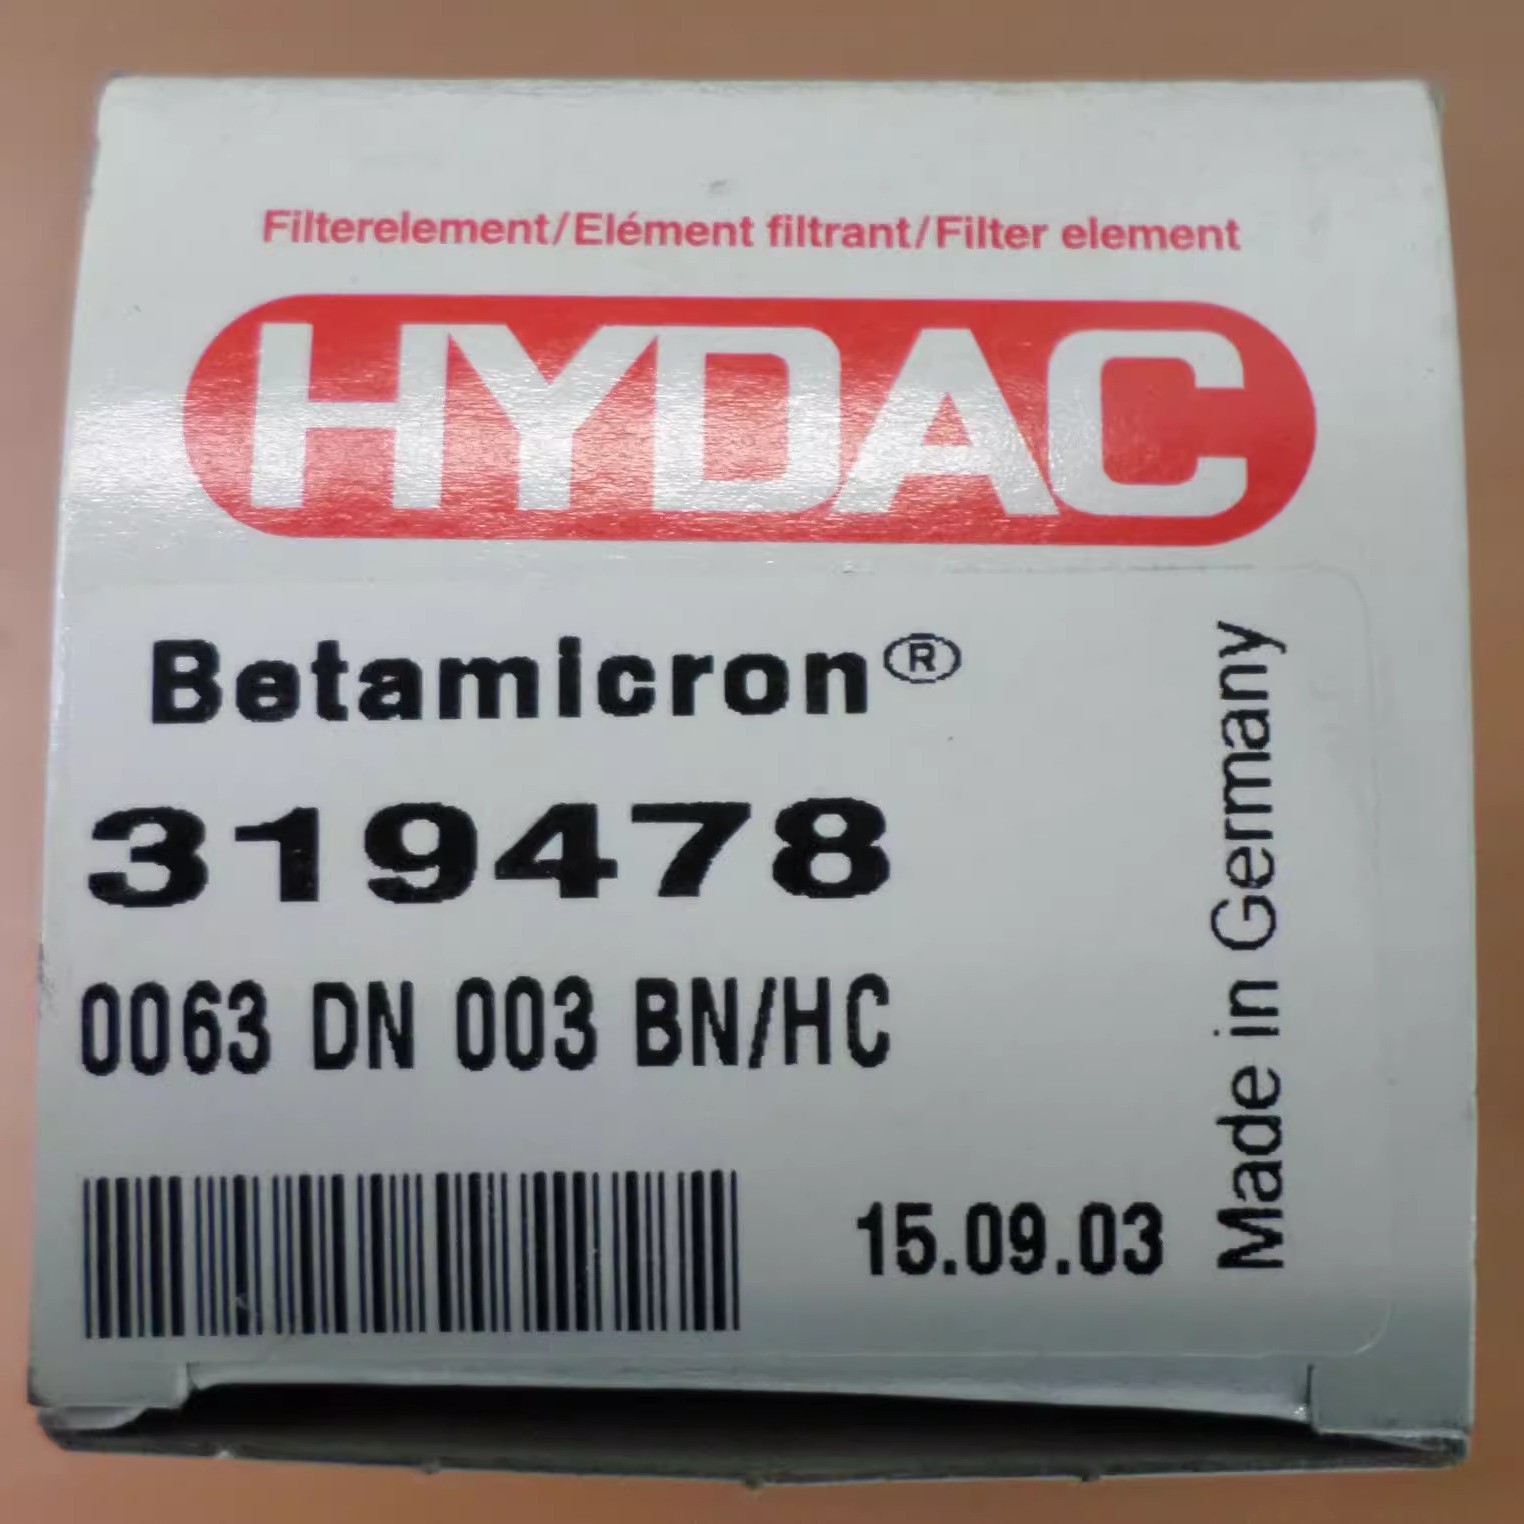 Filterelement/Elément filtrant/Filter element
HYDAC
Betamicron®
319478
0063 DN 003 BN/HC
15.09.03
Made in Germany